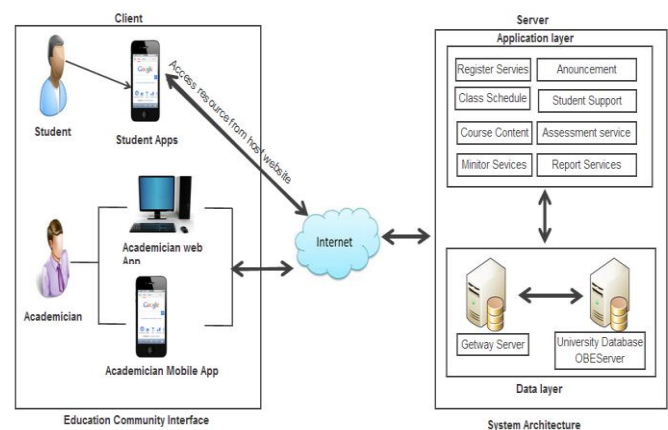 Client
Student
Student Apps
Google
Access resource from host website
Academician
Academician web
App
Google
Academician Mobile App
Education Community Interface
Internet
Server
Application layer
Register Servies
Anouncement
Class Schedule
Student Support
Course Content
Assessment service
Minitor Sevices
Report Services
Getway Server
University Database
OBEServer
Data layer
System Architecture